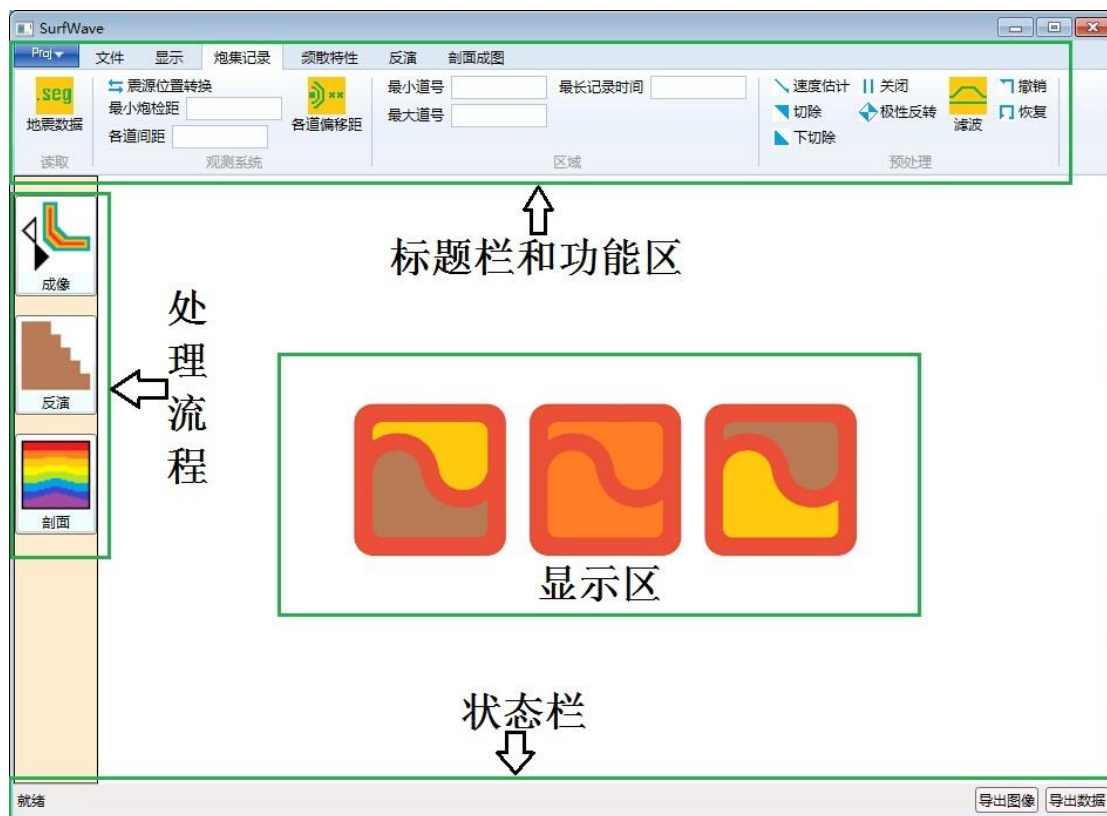 SurfWave
Proj 文件 显示 炮集记录 频散特性 反演 剖面成图
.seg
地震数据
读取
震源位置转换
最小炮检距
各道间距
各道偏移距
观测系统
最小道号
最大道号
最长记录时间
区域
速度估计 关闭
切除 极性反转
下切除
滤波
撤销
恢复
预处理
标题栏和功能区
成像
反演
剖面
处
理
流
程
显示区
状态栏
就绪 导出图像 导出数据